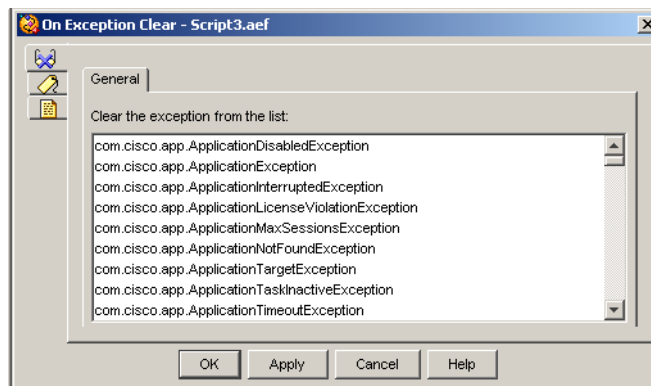 On Exception Clear - Script3.aef
General
Clear the exception from the list:
com.cisco.app.ApplicationDisabledException
com.cisco.app.ApplicationException
com.cisco.app.ApplicationInterruptedException
com.cisco.app.ApplicationLicenseViolationException
com.cisco.app.ApplicationMaxSessionsException
com.cisco.app.ApplicationNotFoundException
com.cisco.app.ApplicationTargetException
com.cisco.app.ApplicationTaskInactiveException
com.cisco.app.ApplicationTimeoutException
OK Apply Cancel Help